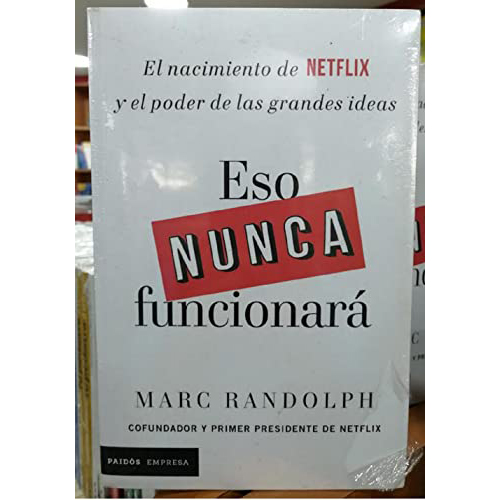 El nacimiento de NETFLIX
y el poder de las grandes ideas
Eso
NUNCA
funcionará
MARC RANDOLPH
COFUNDADOR Y PRIMER PRESIDENTE DE NETFLIX
PAIDÓS EMPRESA